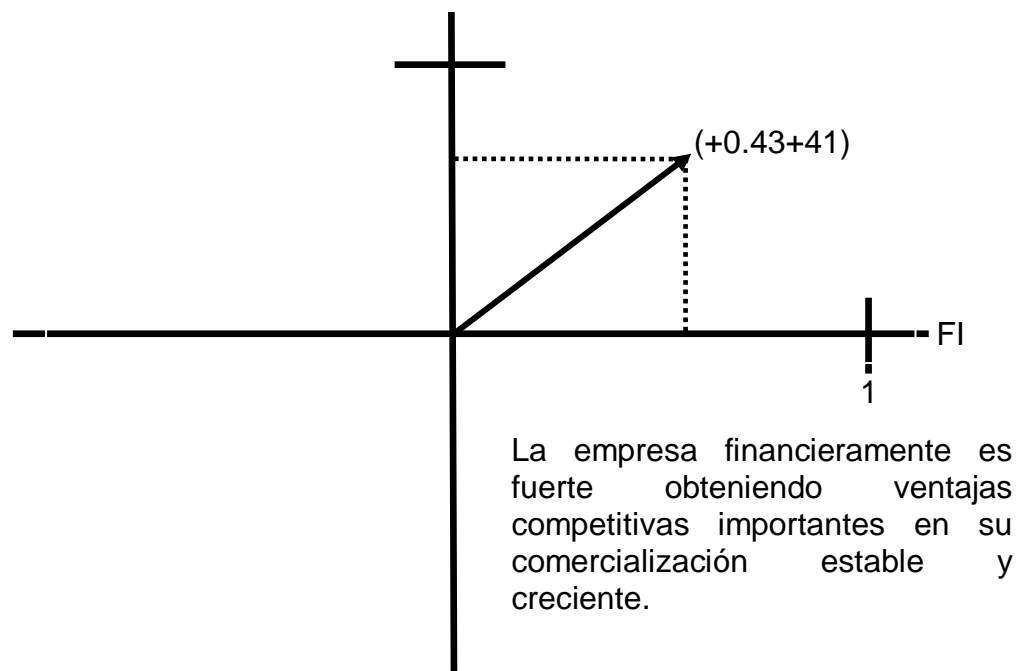 (+0.43+41)
FI
1
La empresa financieramente es
fuerte obteniendo ventajas
competitivas importantes en su
comercialización estable y
creciente.